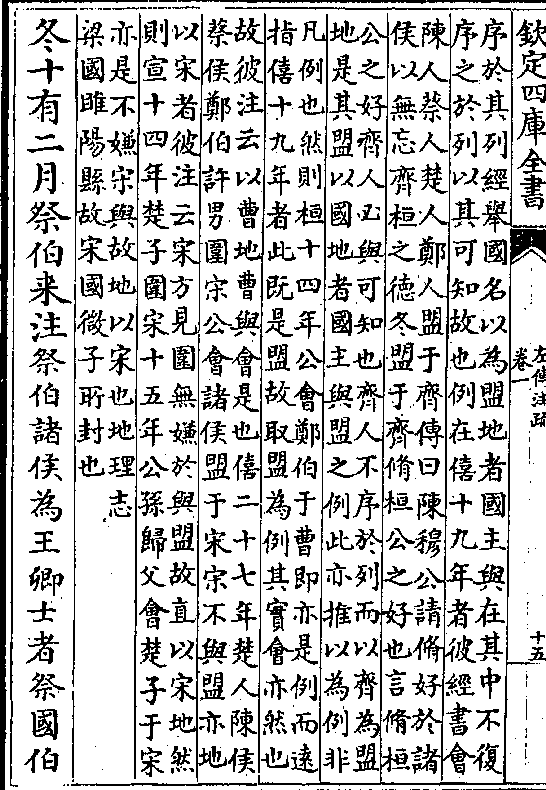 欽定四庫全書
左傳注疏
卷一
十五
序於其列經舉國名以為盟地者國主與在其中不復
序之於列以其可知故也例在僖十九年者彼經書會
陳人蔡人楚人鄭人盟于齊傳曰陳穆公請脩好於諸
侯以無忘齊桓之德冬盟于齊脩桓公之好也言脩桓
公之好齊人必與可知也齊人不序於列而以齊為盟
地是其盟以國地者國主與盟之例此亦推以為例非
凡例也然則桓十四年公會鄭伯于曹即亦是例而遠
指僖十九年者此既是盟故取盟為例其實會亦然也
故彼注云以曹地曹與會是也僖二十七年楚人陳侯
蔡侯鄭伯許男圍宋公會諸侯盟于宋宋不與盟亦地
以宋者彼注云宋方見圍無嫌於與盟故直以宋地然
則宣十四年楚子圍宋十五年公孫歸父會楚子于宋
亦是不嫌宋與故地以宋也地理志
梁國睢陽縣故宋國微子所封也
冬十有二月祭伯来注祭伯諸侯為王卿士者祭國伯